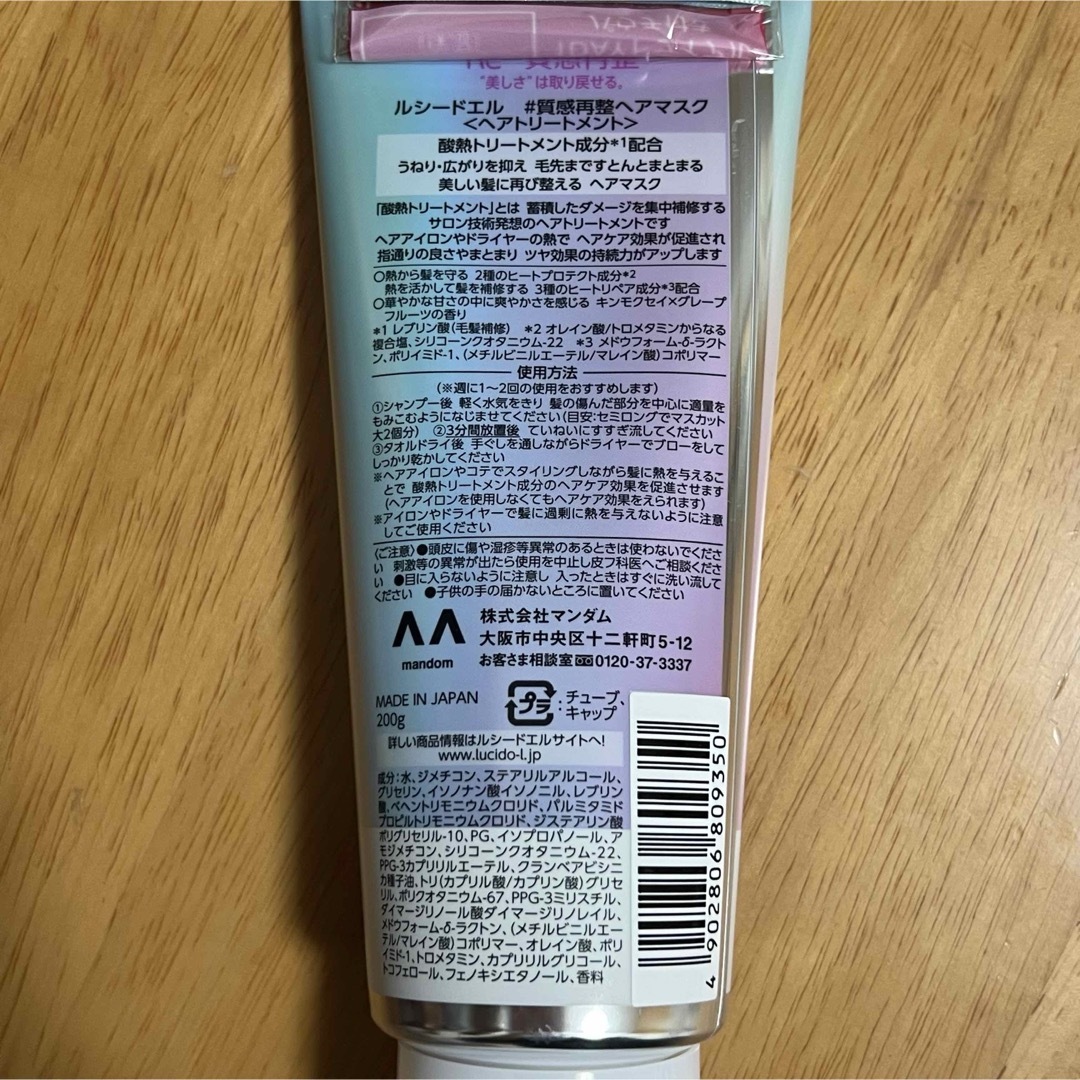 "美しさ"は取り戻せる。
ルシードエル #質感再整ヘアマスク
<ヘアトリートメント>
酸熱トリートメント成分*1配合
うねり・広がりを抑え 毛先まですとんとまとまる
美しい髪に再び整える ヘアマスク
「酸熱トリートメント」とは 蓄積したダメージを集中補修する
サロン技術発想のヘアトリートメントです
ヘアアイロンやドライヤーの熱で ヘアケア効果が促進され
指通りの良さやまとまり ツヤ効果の持続力がアップします
○熱から髪を守る 2種のヒートプロテクト成分*2
熱を活かして髪を補修する 3種のヒートリペア成分*3配合
○華やかな甘さの中に爽やかさを感じる キンモクセイ×グレープ
フルーツの香り
*1 レブリン酸(毛髪補修) *2 オレイン酸/トロメタミンからなる
複合塩、シリコーンクオタニウム-22 *3 メドウフォーム-δ-ラクト
ン、ポリイミド-1、(メチルビニルエーテル/マレイン酸)コポリマー
使用方法
(※週に1～2回の使用をおすすめします)
①シャンプー後 軽く水気をきり 髪の傷んだ部分を中心に適量を
もみこむようになじませてください(目安:セミロングでマスカット
大2個分) ②3分間放置後 ていねいにすすぎ流してください
③タオルドライ後 手ぐしを通しながらドライヤーでブローをして
しっかり乾かしてください
※ヘアアイロンやコテでスタイリングしながら髪に熱を与えるこ
とで 酸熱トリートメント成分のヘアケア効果を促進させます
(ヘアアイロンを使用しなくてもヘアケア効果をえられます)
※アイロンやドライヤーで髪に過剰に熱を与えないように注意
してご使用ください
〈ご注意〉●頭皮に傷や湿疹等異常のあるときは使わないでくださ
い 刺激等の異常が出たら使用を中止し皮フ科医へご相談くださ
い ●目に入らないように注意し 入ったときはすぐに洗い流して
ください ●子供の手の届かないところに置いてください
mandom
株式会社マンダム
大阪市中央区十二軒町5-12
お客さま相談室 0120-37-3337
MADE IN JAPAN
200g
プラ :チューブ、
キャップ
詳しい商品情報はルシードエルサイトへ!
www.lucido-l.jp
成分:水、ジメチコン、ステアリルアルコール、
グリセリン、イソノナン酸イソノニル、レブリン
酸、ベヘントリモニウムクロリド、パルミタミド
プロピルトリモニウムクロリド、ジステアリン酸
ポリグリセリル-10、PG、イソプロパノール、ア
モジメチコン、シリコーンクオタニウム-22、
PPG-3カプリリルエーテル、クランベアビシニ
カ種子油、トリ(カプリル酸/カプリン酸)グリセ
リル、ポリクオタニウム-67、PPG-3ミリスチル、
ダイマージリノール酸ダイマージリノレイル、
メドウフォーム-δ-ラクトン、(メチルビニルエ
ーテル/マレイン酸)コポリマー、オレイン酸、ポリ
イミド-1、トロメタミン、カプリリルグリコール、
トコフェロール、フェノキシエタノール、香料
4902806809350